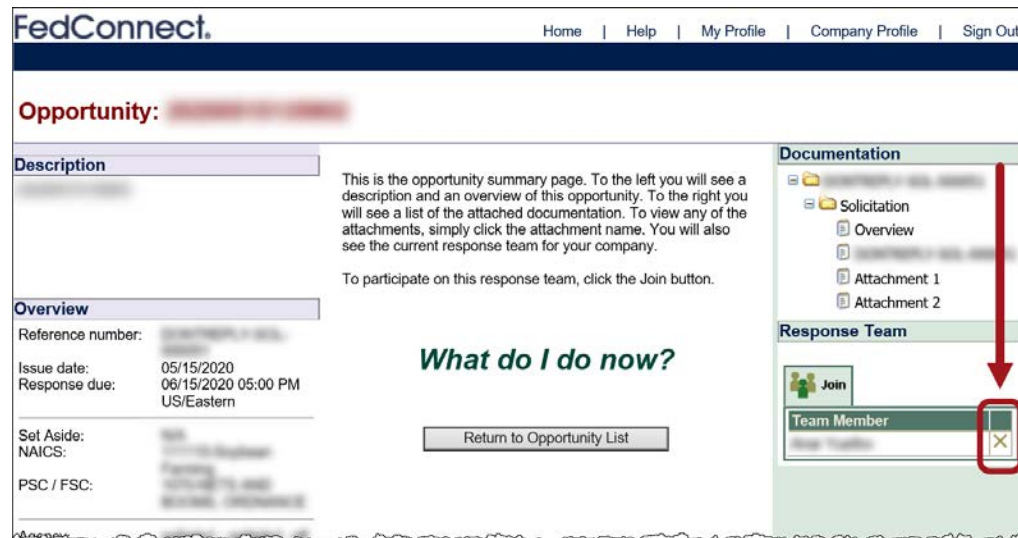 FedConnect.
Home | Help | My Profile | Company Profile | Sign Out
Opportunity:
Description
This is the opportunity summary page. To the left you will see a
description and an overview of this opportunity. To the right you
will see a list of the attached documentation. To view any of the
attachments, simply click the attachment name. You will also
see the current response team for your company.
To participate on this response team, click the Join button.
What do I do now?
Return to Opportunity List
Overview
Reference number:
Issue date: 05/15/2020
Response due: 06/15/2020 05:00 PM
US/Eastern
Set Aside:
NAICS:
PSC / FSC:
Documentation
Solicitation
Overview
Attachment 1
Attachment 2
Response Team
Join
Team Member